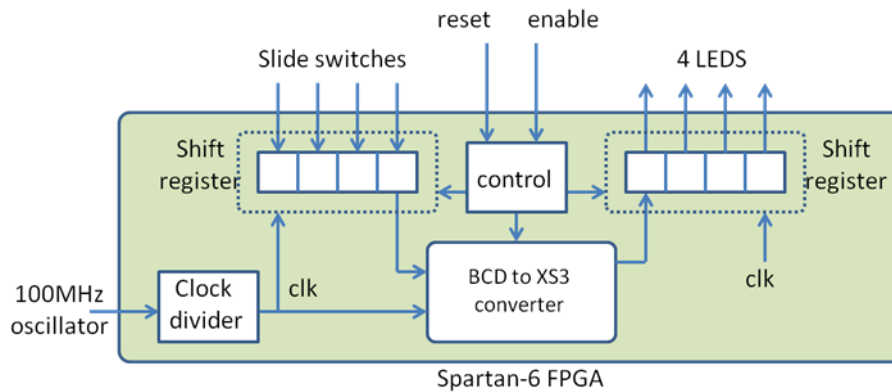 reset
enable
Slide switches
4 LEDS
Shift
register
control
Shift
register
BCD to XS3
converter
clk
100MHz
oscillator
Clock
divider
clk
Spartan-6 FPGA